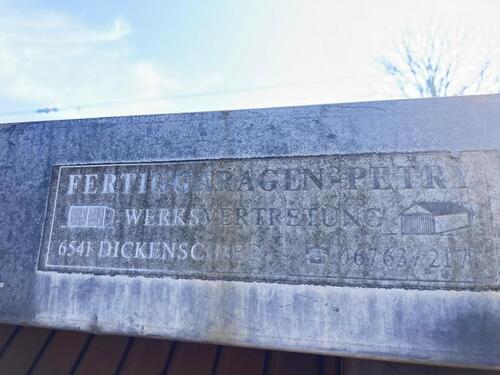 FERTIGGARAGEN-PETRY
WERKSVERTRETUNG
6541 DICKENSCHIED ☎ 06763/217